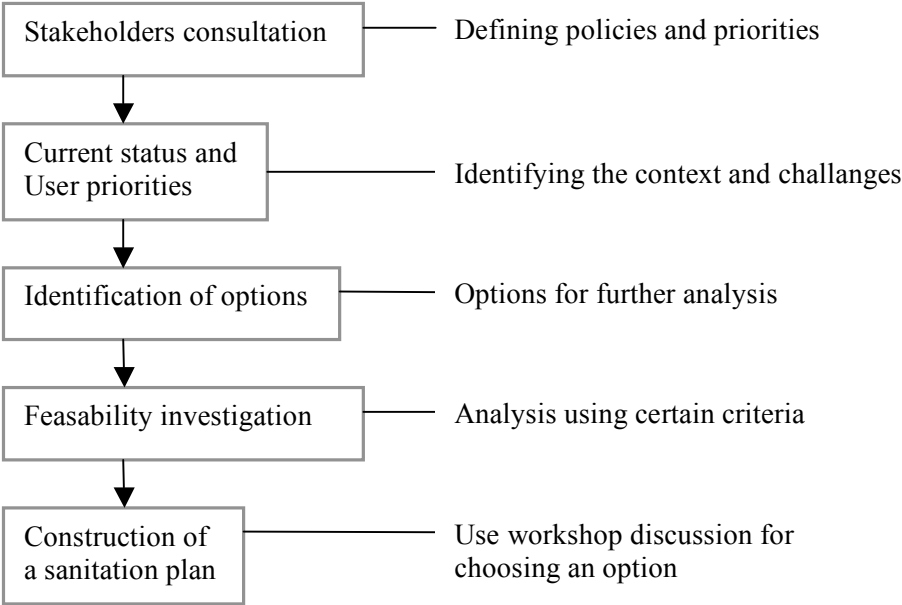 Stakeholders consultation
Defining policies and priorities
Current status and
User priorities
Identifying the context and challanges
Identification of options
Options for further analysis
Feasability investigation
Analysis using certain criteria
Construction of
a sanitation plan
Use workshop discussion for
choosing an option